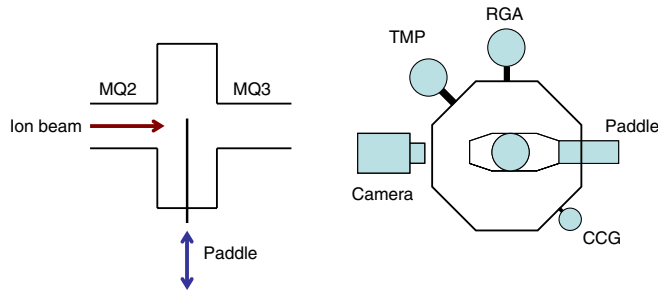 MQ2
MQ3
Ion beam
Paddle
TMP
RGA
Paddle
Camera
CCG